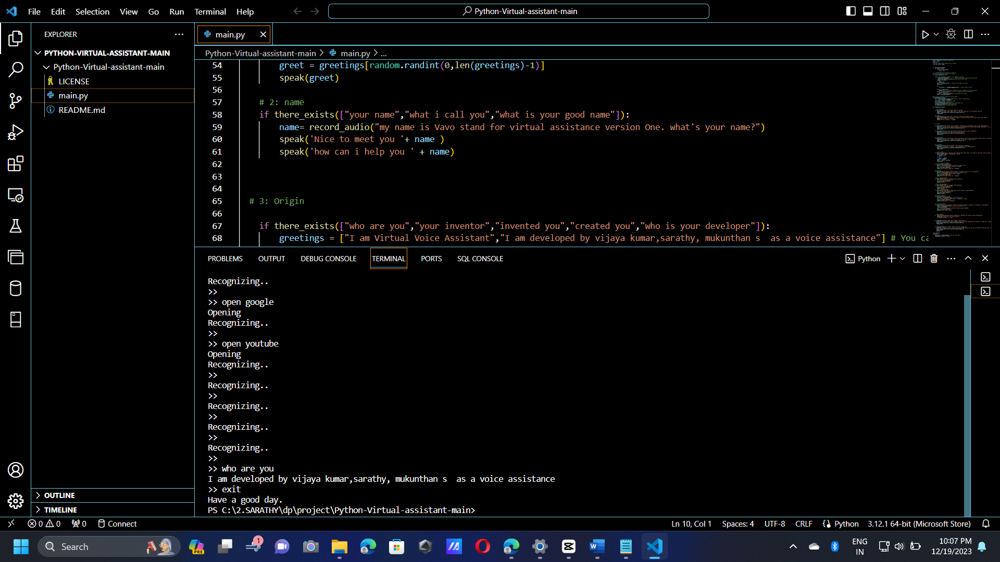 File Edit Selection View Go Run Terminal Help
Python-Virtual-assistant-main
EXPLORER
PYTHON-VIRTUAL-ASSISTANT-MAIN
Python-Virtual-assistant-main
LICENSE
main.py
README.md
OUTLINE
TIMELINE
main.py
Python-Virtual-assistant-main > main.py > ...
54 greet = greetings[random.randint(0,len(greetings)-1)]
55 speak(greet)
56
57 # 2: name
58 if there_exists(["your name","what i call you","what is your good name"]):
59 name= record_audio("my name is Vavo stand for virtual assistance version One. what's your name?")
60 speak('Nice to meet you '+ name )
61 speak('how can i help you ' + name)
62
63
64
65 # 3: Origin
66
67 if there_exists(["who are you","your inventor","invented you","created you","who is your developer"]):
68 greetings = ["I am Virtual Voice Assistant","I am developed by vijaya kumar,sarathy, mukunthan s  as a voice assistance"] # You ca
PROBLEMS OUTPUT DEBUG CONSOLE TERMINAL PORTS SQL CONSOLE
Python
Recognizing..
>>
>> open google
Opening
Recognizing..
>>
>> open youtube
Opening
Recognizing..
>>
Recognizing..
>>
Recognizing..
>>
Recognizing..
>>
Recognizing..
>>
>> who are you
I am developed by vijaya kumar,sarathy, mukunthan s  as a voice assistance
>> exit
Have a good day.
PS C:\2.SARATHY\dp\project\Python-Virtual-assistant-main>
0 0 0 Connect
Ln 10, Col 1 Spaces: 4 UTF-8 CRLF Python 3.12.1 64-bit (Microsoft Store)
Search
PRE
1
ENG
IN
10:07 PM
12/19/2023